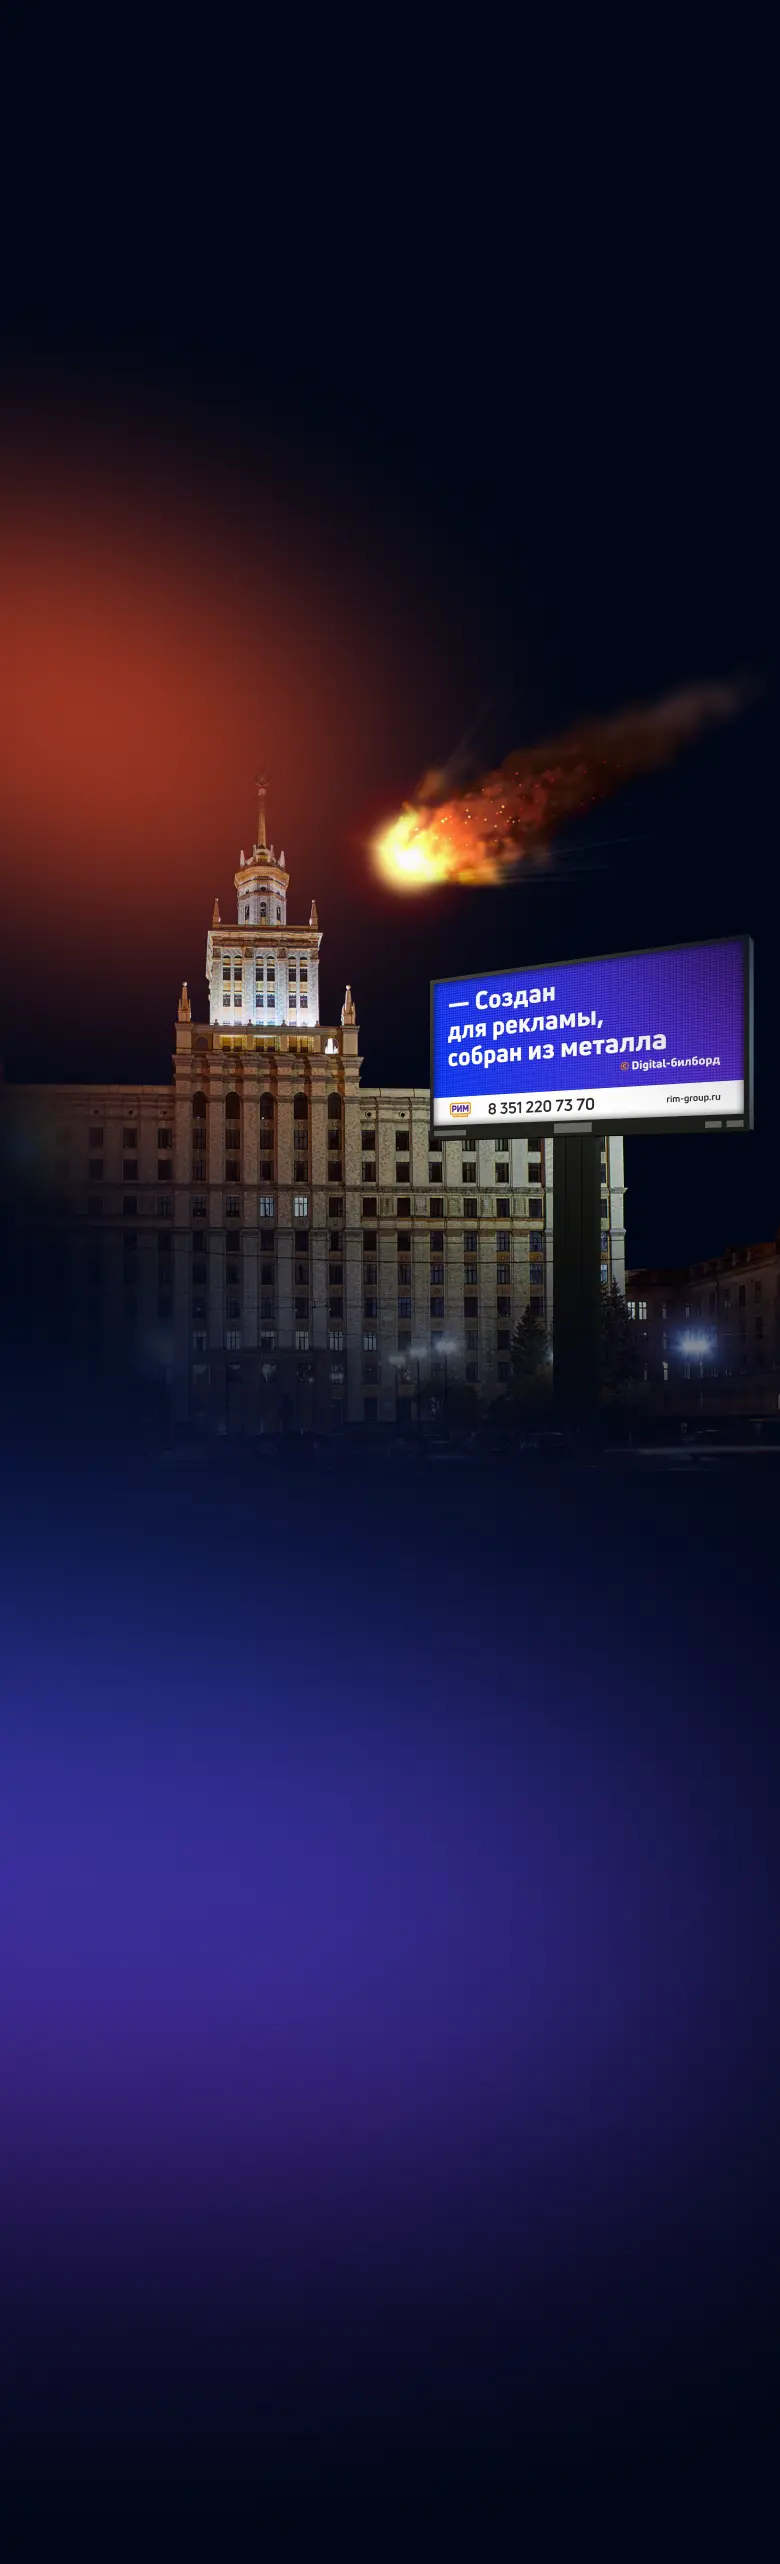 — Создан
для рекламы,
собран из металла
© Digital-билборд
РИМ
8 351 220 73 70
rim-group.ru